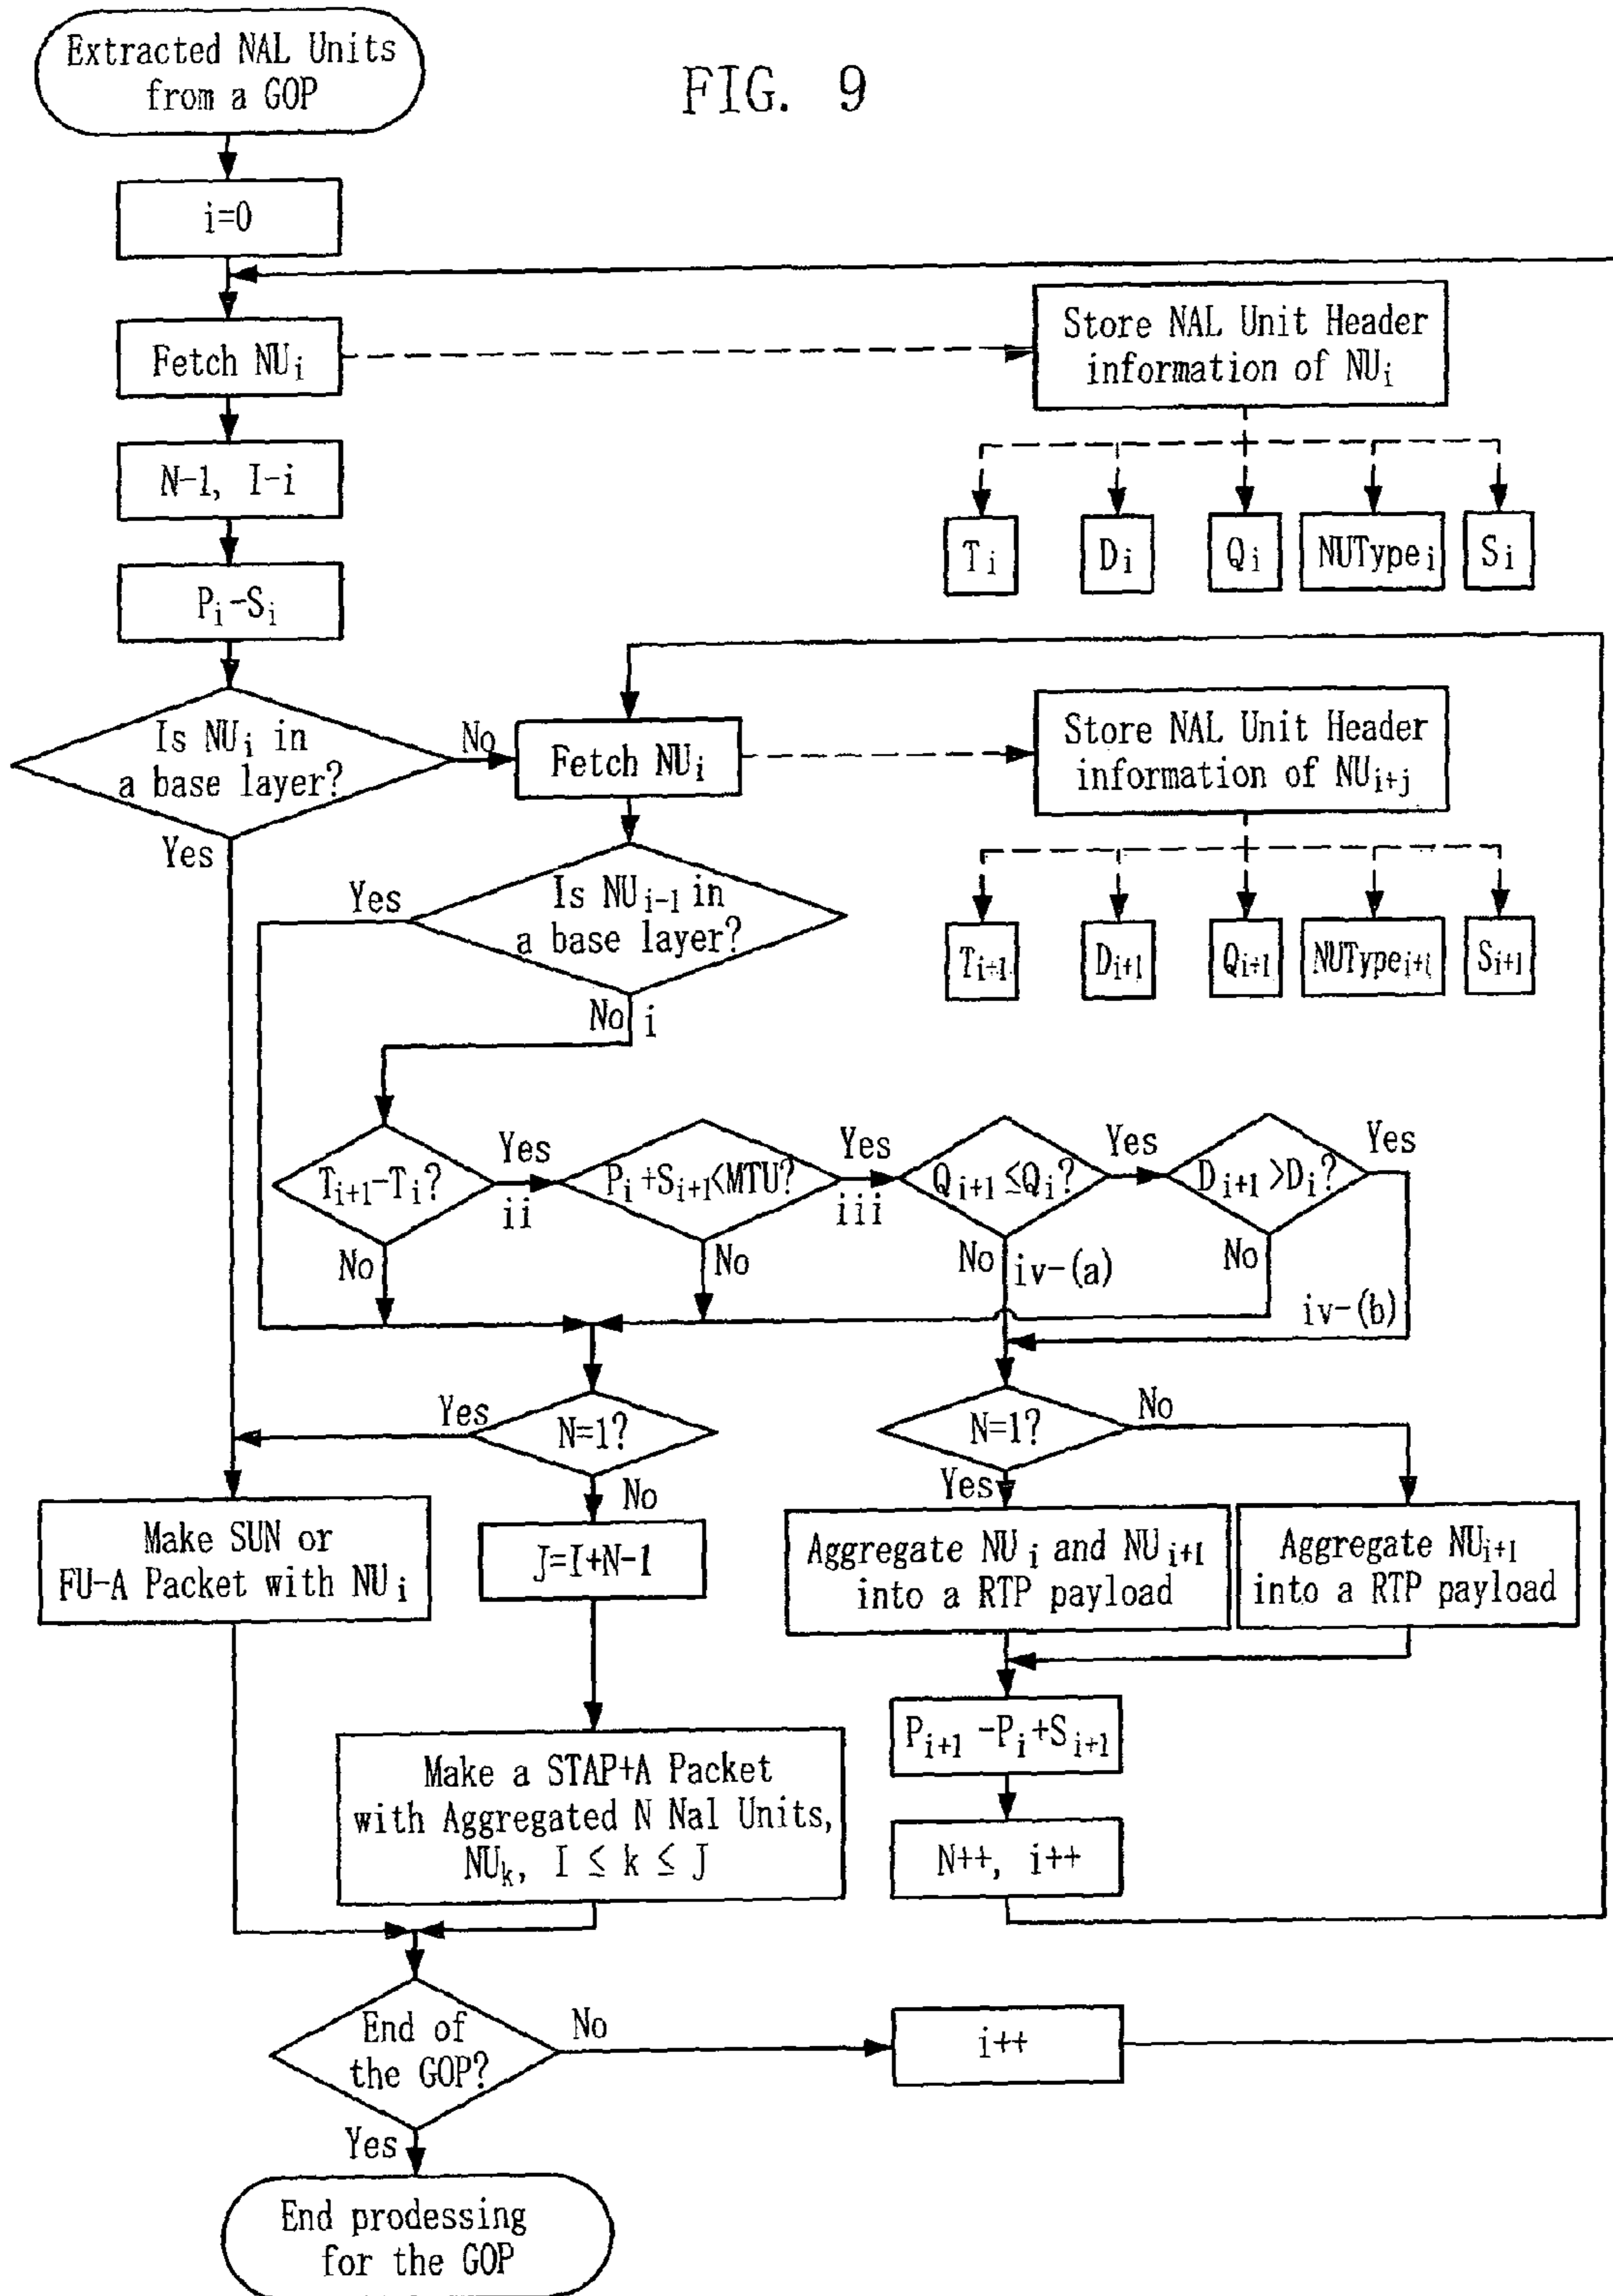 FIG. 9
Extracted NAL Units
from a GOP
i=0
Fetch NUi
Store NAL Unit Header
information of NUi
N-1, I-i
Ti
Di
Qi
NUTypei
Si
Pi-Si
Is NUi in
a base layer?
No
Yes
Fetch NUi
Store NAL Unit Header
information of NUi+j
Is NUi-1 in
a base layer?
Yes
No
i
Ti+1
Di+1
Qi+1
NUTypei+1
Si+1
Ti+1-Ti?
Yes
ii
No
Pi+Si+1<MTU?
Yes
iii
No
Qi+1≤Qi?
Yes
No
iv-(a)
Di+1>Di?
Yes
No
iv-(b)
N=1?
Yes
No
N=1?
No
Yes
Make SUN or
FU-A Packet with NUi
J=I+N-1
Aggregate NUi and NUi+1
into a RTP payload
Aggregate NUi+1
into a RTP payload
Pi+1-Pi+Si+1
Make a STAP+A Packet
with Aggregated N Nal Units,
NUk, I ≤ k ≤ J
N++, i++
End of
the GOP?
No
Yes
i++
End prodessing
for the GOP